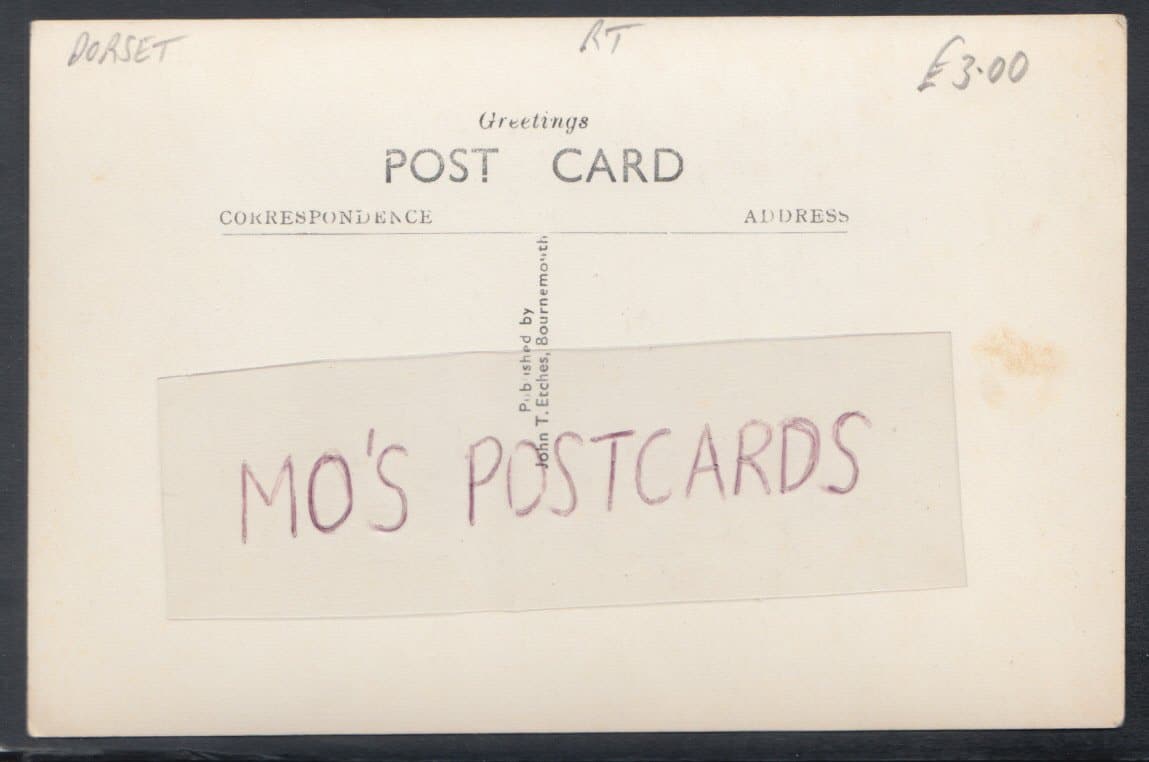 DORSET RT £3.00
Greetings
POST CARD
CORRESPONDENCE ADDRESS
Published by
John T. Etches, Bournemouth
MO'S POSTCARDS